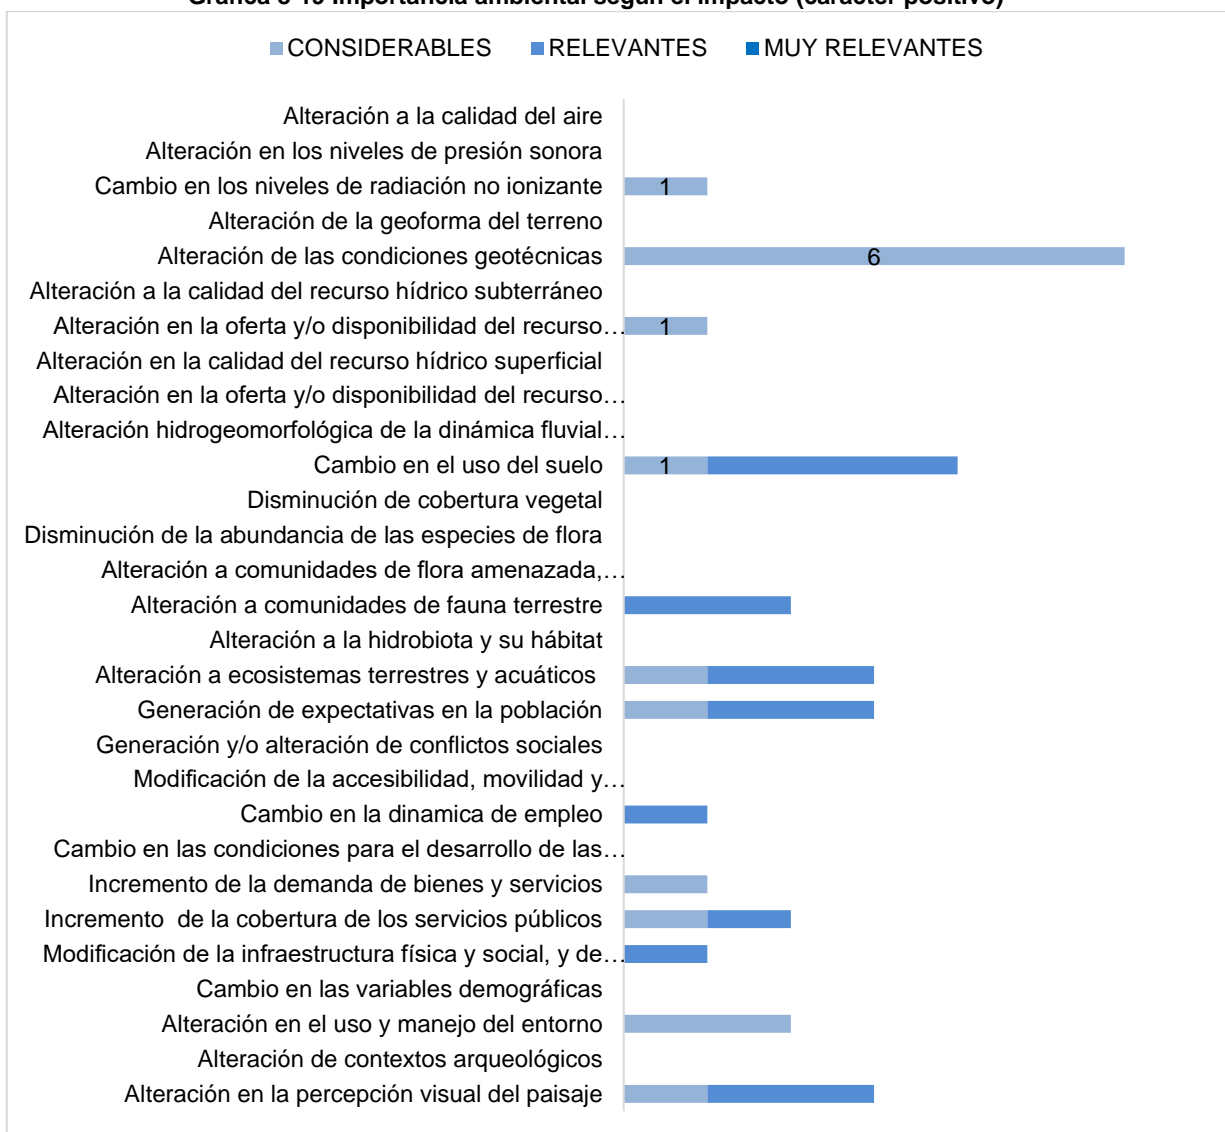 CONSIDERABLES RELEVANTES MUY RELEVANTES
Alteración a la calidad del aire
Alteración en los niveles de presión sonora
Cambio en los niveles de radiación no ionizante 1
Alteración de la geoforma del terreno
Alteración de las condiciones geotécnicas 6
Alteración a la calidad del recurso hídrico subterráneo
Alteración en la oferta y/o disponibilidad del recurso… 1
Alteración en la calidad del recurso hídrico superficial
Alteración en la oferta y/o disponibilidad del recurso…
Alteración hidrogeomorfológica de la dinámica fluvial…
Cambio en el uso del suelo 1
Disminución de cobertura vegetal
Disminución de la abundancia de las especies de flora
Alteración a comunidades de flora amenazada,…
Alteración a comunidades de fauna terrestre
Alteración a la hidrobiota y su hábitat
Alteración a ecosistemas terrestres y acuáticos
Generación de expectativas en la población
Generación y/o alteración de conflictos sociales
Modificación de la accesibilidad, movilidad y…
Cambio en la dinamica de empleo
Cambio en las condiciones para el desarrollo de las…
Incremento de la demanda de bienes y servicios
Incremento  de la cobertura de los servicios públicos
Modificación de la infraestructura física y social, y de…
Cambio en las variables demográficas
Alteración en el uso y manejo del entorno
Alteración de contextos arqueológicos
Alteración en la percepción visual del paisaje